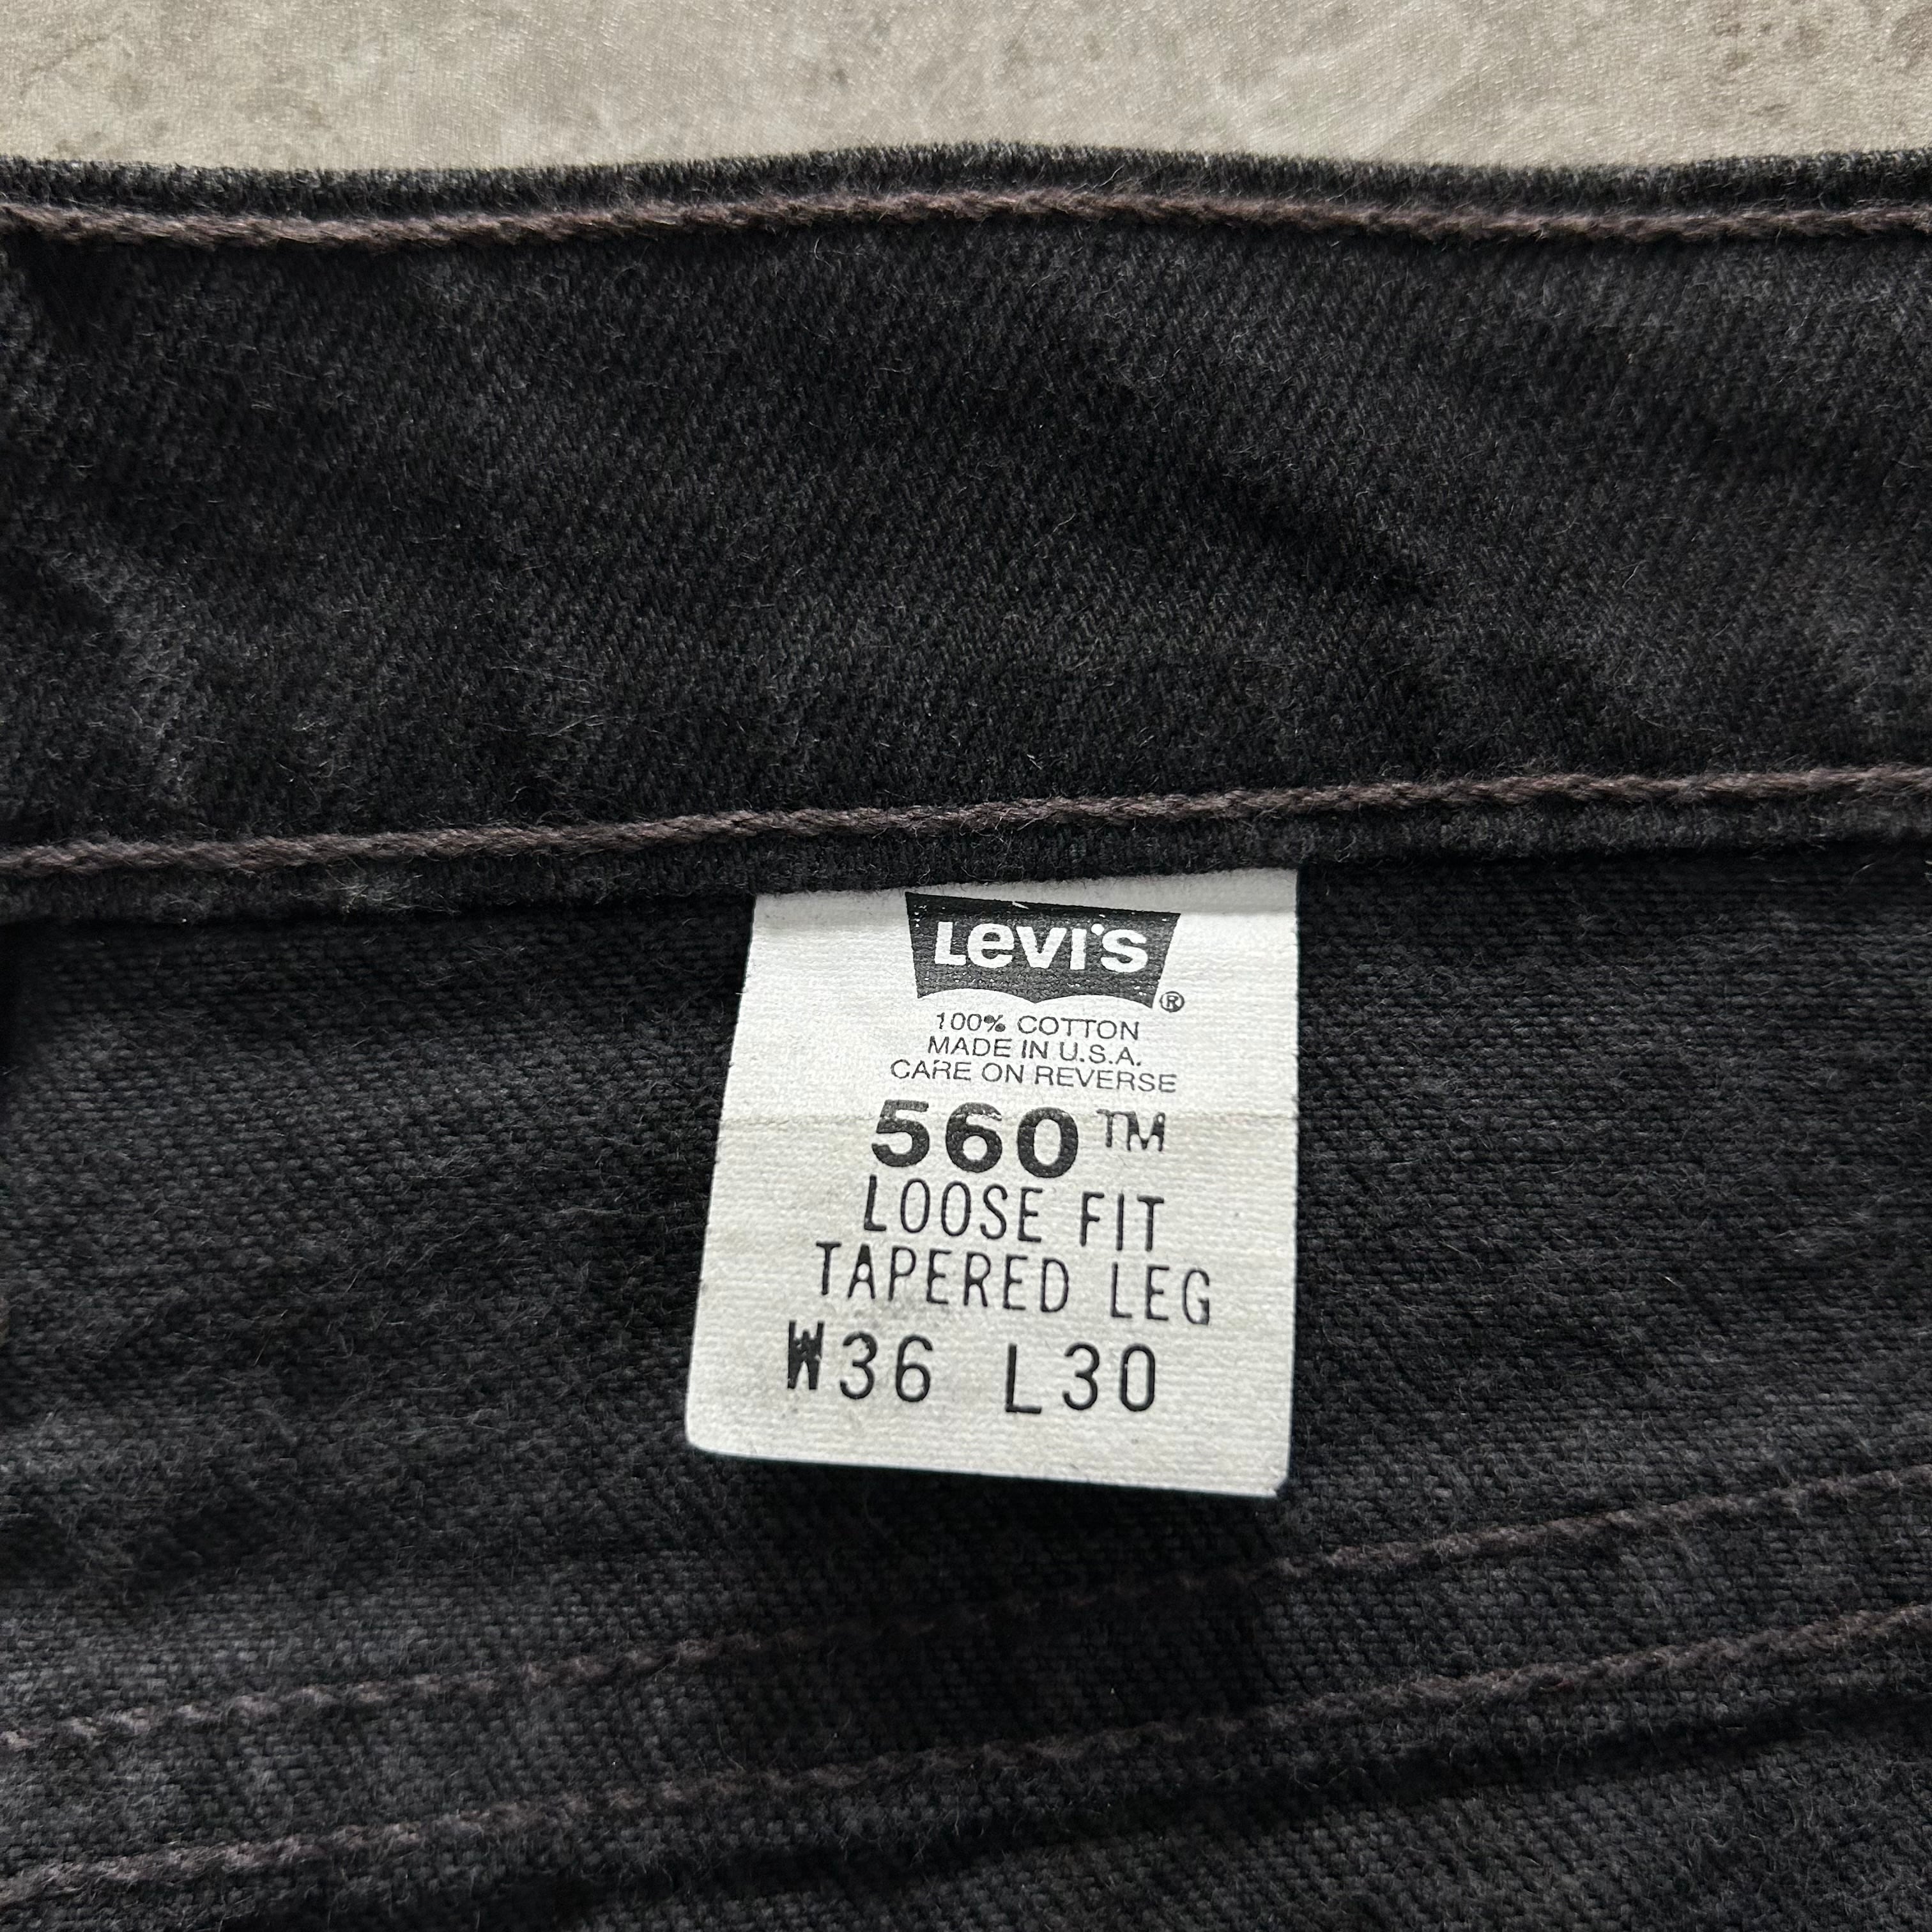 LEVI'S
®
100% COTTON
MADE IN U.S.A.
CARE ON REVERSE
560™
LOOSE FIT
TAPERED LEG
W36 L30